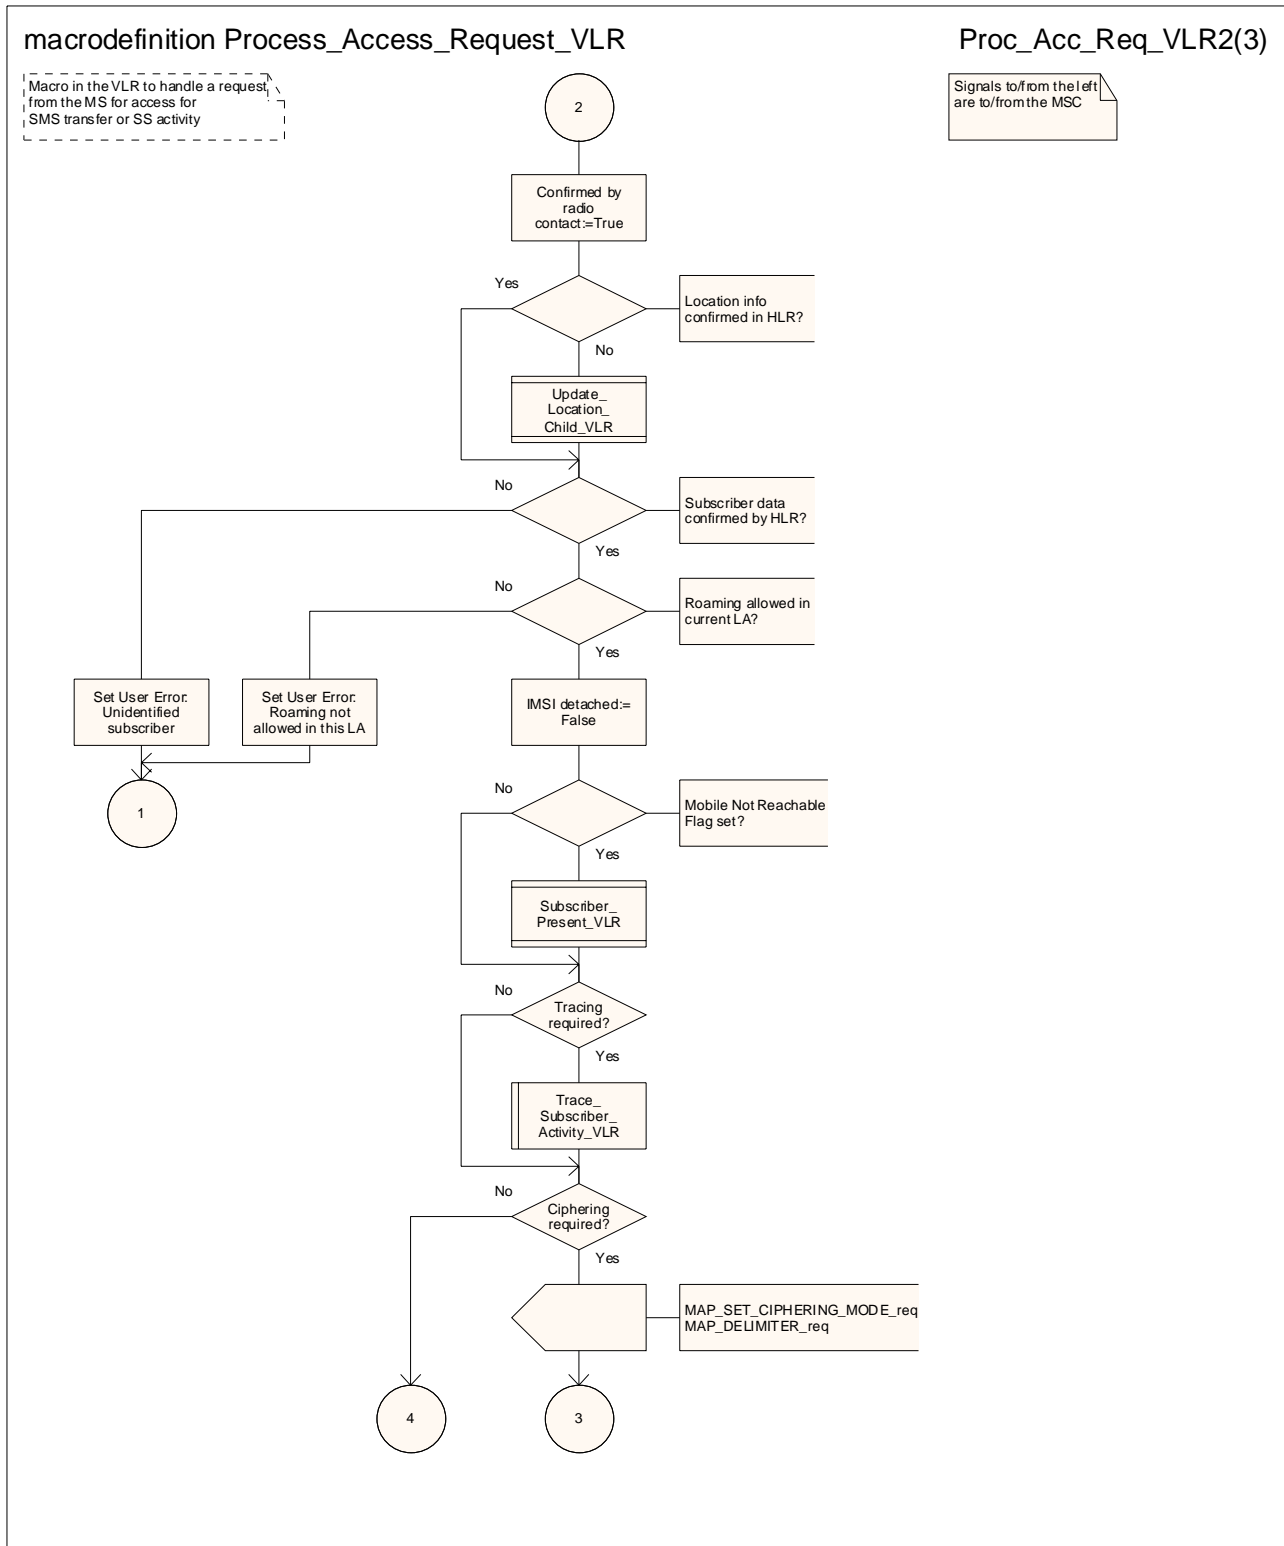 macrodefinition Process_Access_Request_VLR
Proc_Acc_Req_VLR2(3)
Macro in the VLR to handle a request
from the MS for access for
SMS transfer or SS activity
Signals to/from the left
are to/from the MSC
2
Confirmed by
radio
contact:=True
Yes
Location info
confirmed in HLR?
No
Update_
Location_
Child_VLR
No
Subscriber data
confirmed by HLR?
Yes
No
Roaming allowed in
current LA?
Yes
Set User Error:
Unidentified
subscriber
Set User Error:
Roaming not
allowed in this LA
IMSI detached:=
False
1
No
Mobile Not Reachable
Flag set?
Yes
Subscriber_
Present_VLR
No
Tracing
required?
Yes
Trace_
Subscriber_
Activity_VLR
No
Ciphering
required?
Yes
MAP_SET_CIPHERING_MODE_req
MAP_DELIMITER_req
4
3